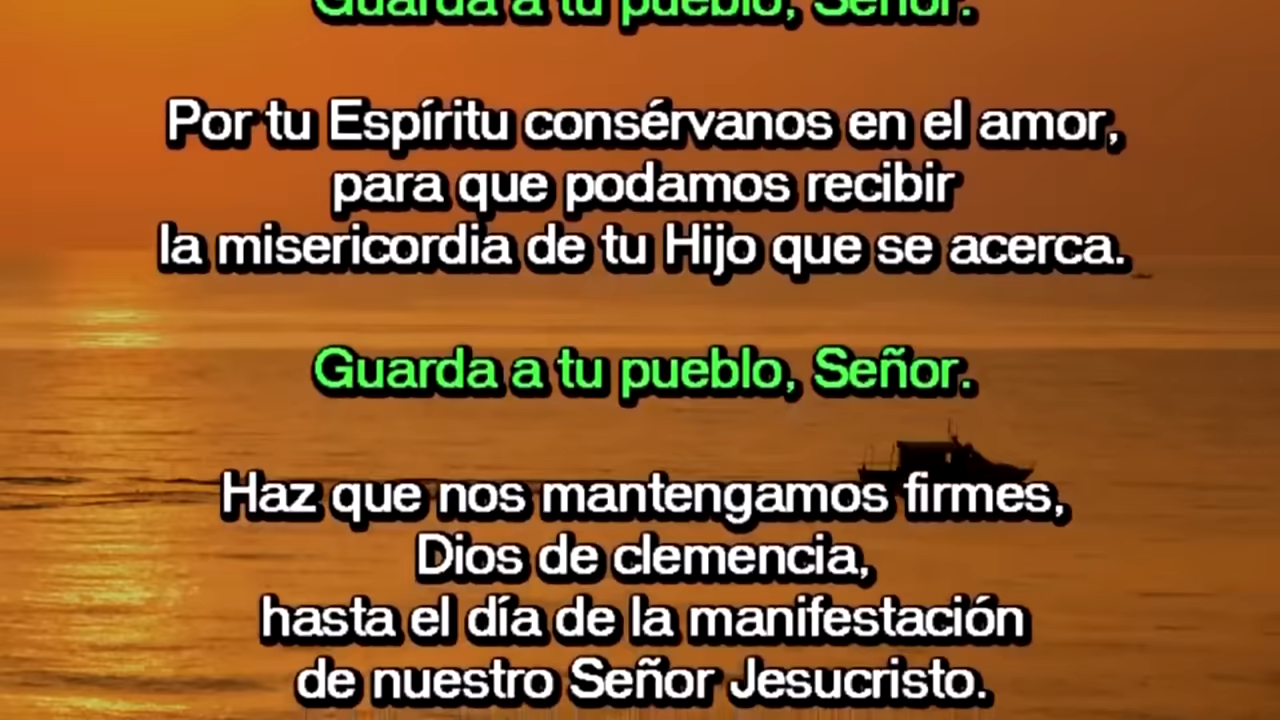 Guarda a tu pueblo, Señor.
Por tu Espíritu consérvanos en el amor,
para que podamos recibir
la misericordia de tu Hijo que se acerca.
Guarda a tu pueblo, Señor.
Haz que nos mantengamos firmes,
Dios de clemencia,
hasta el día de la manifestación
de nuestro Señor Jesucristo.